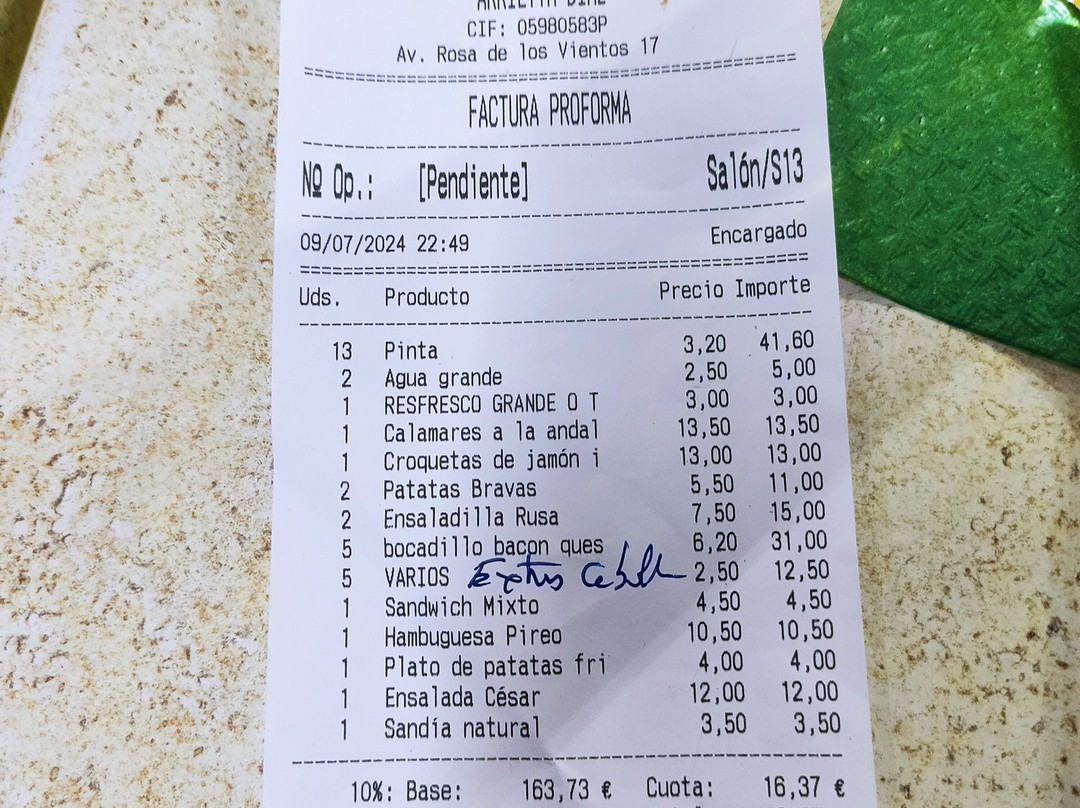 CIF: 05980583P
Av. Rosa de los Vientos 17
FACTURA PROFORMA
Nº Op.: [Pendiente] Salón/S13
09/07/2024 22:49 Encargado
Uds. Producto Precio Importe
13 Pinta 3,20 41,60
2 Agua grande 2,50 5,00
1 RESFRESCO GRANDE O T 3,00 3,00
1 Calamares a la andal 13,50 13,50
1 Croquetas de jamón i 13,00 13,00
2 Patatas Bravas 5,50 11,00
2 Ensaladilla Rusa 7,50 15,00
5 bocadillo bacon ques 6,20 31,00
5 VARIOS 2,50 12,50
1 Sandwich Mixto 4,50 4,50
1 Hambuguesa Pireo 10,50 10,50
1 Plato de patatas fri 4,00 4,00
1 Ensalada César 12,00 12,00
1 Sandía natural 3,50 3,50
10%: Base: 163,73 € Cuota: 16,37 €